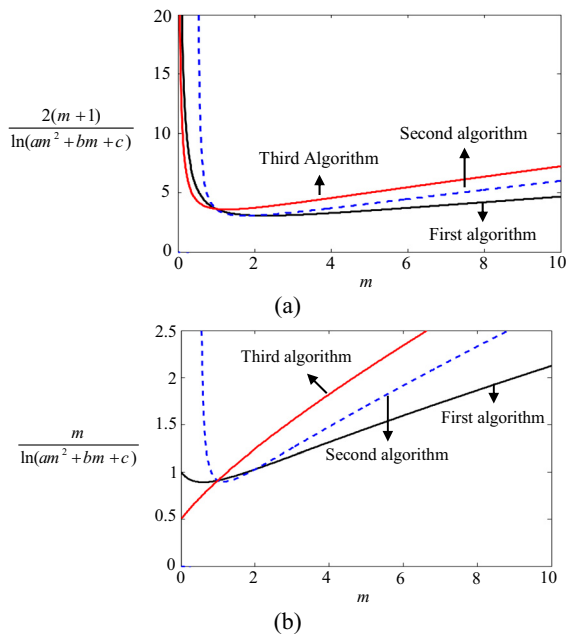 20
15
10
5
0
2(m+1)
ln(am²+bm+c)
Second algorithm
Third Algorithm
First algorithm
0 2 4 6 8 10
m
(a)
2.5
2
1.5
1
0.5
0
m
ln(am²+bm+c)
Third algorithm
First algorithm
Second algorithm
0 2 4 6 8 10
m
(b)